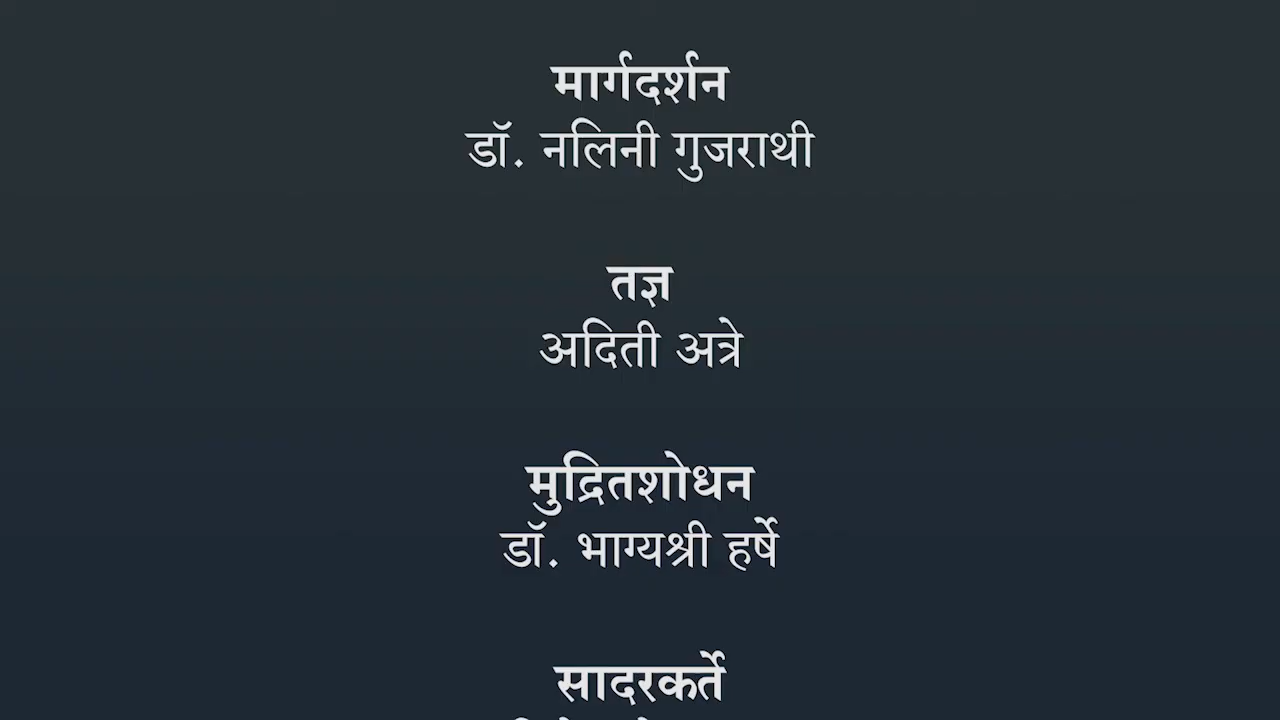 मार्गदर्शन
डॉ. नलिनी गुजराथी
तज्ञ
अदिती अत्रे
मुद्रितशोधन
डॉ. भाग्यश्री हर्षे
सादरकर्ते